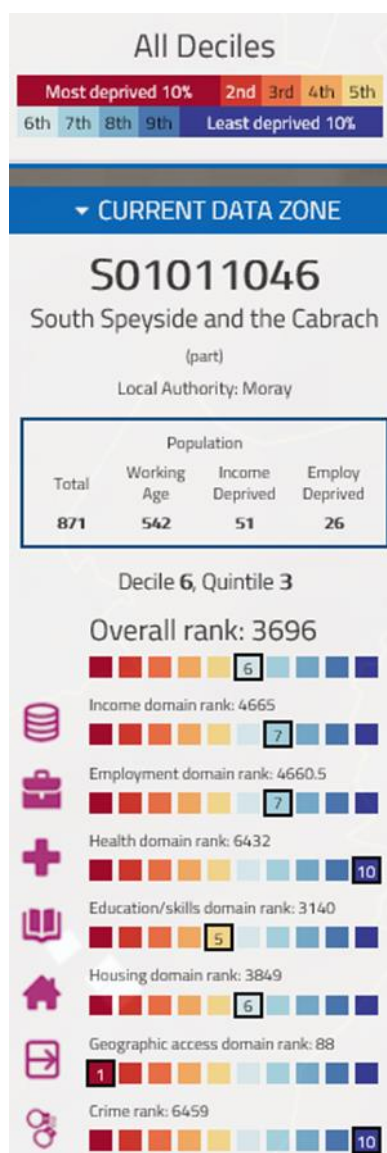 All Deciles
Most deprived 10% 2nd 3rd 4th 5th
6th 7th 8th 9th Least deprived 10%
CURRENT DATA ZONE
S01011046
South Speyside and the Cabrach
(part)
Local Authority: Moray
Population
Total Working Age Income Deprived Employ Deprived
871 542 51 26
Decile 6, Quintile 3
Overall rank: 3696
6
Income domain rank: 4665
7
Employment domain rank: 4660.5
7
Health domain rank: 6432
10
Education/skills domain rank: 3140
5
Housing domain rank: 3849
6
Geographic access domain rank: 88
1
Crime rank: 6459
10